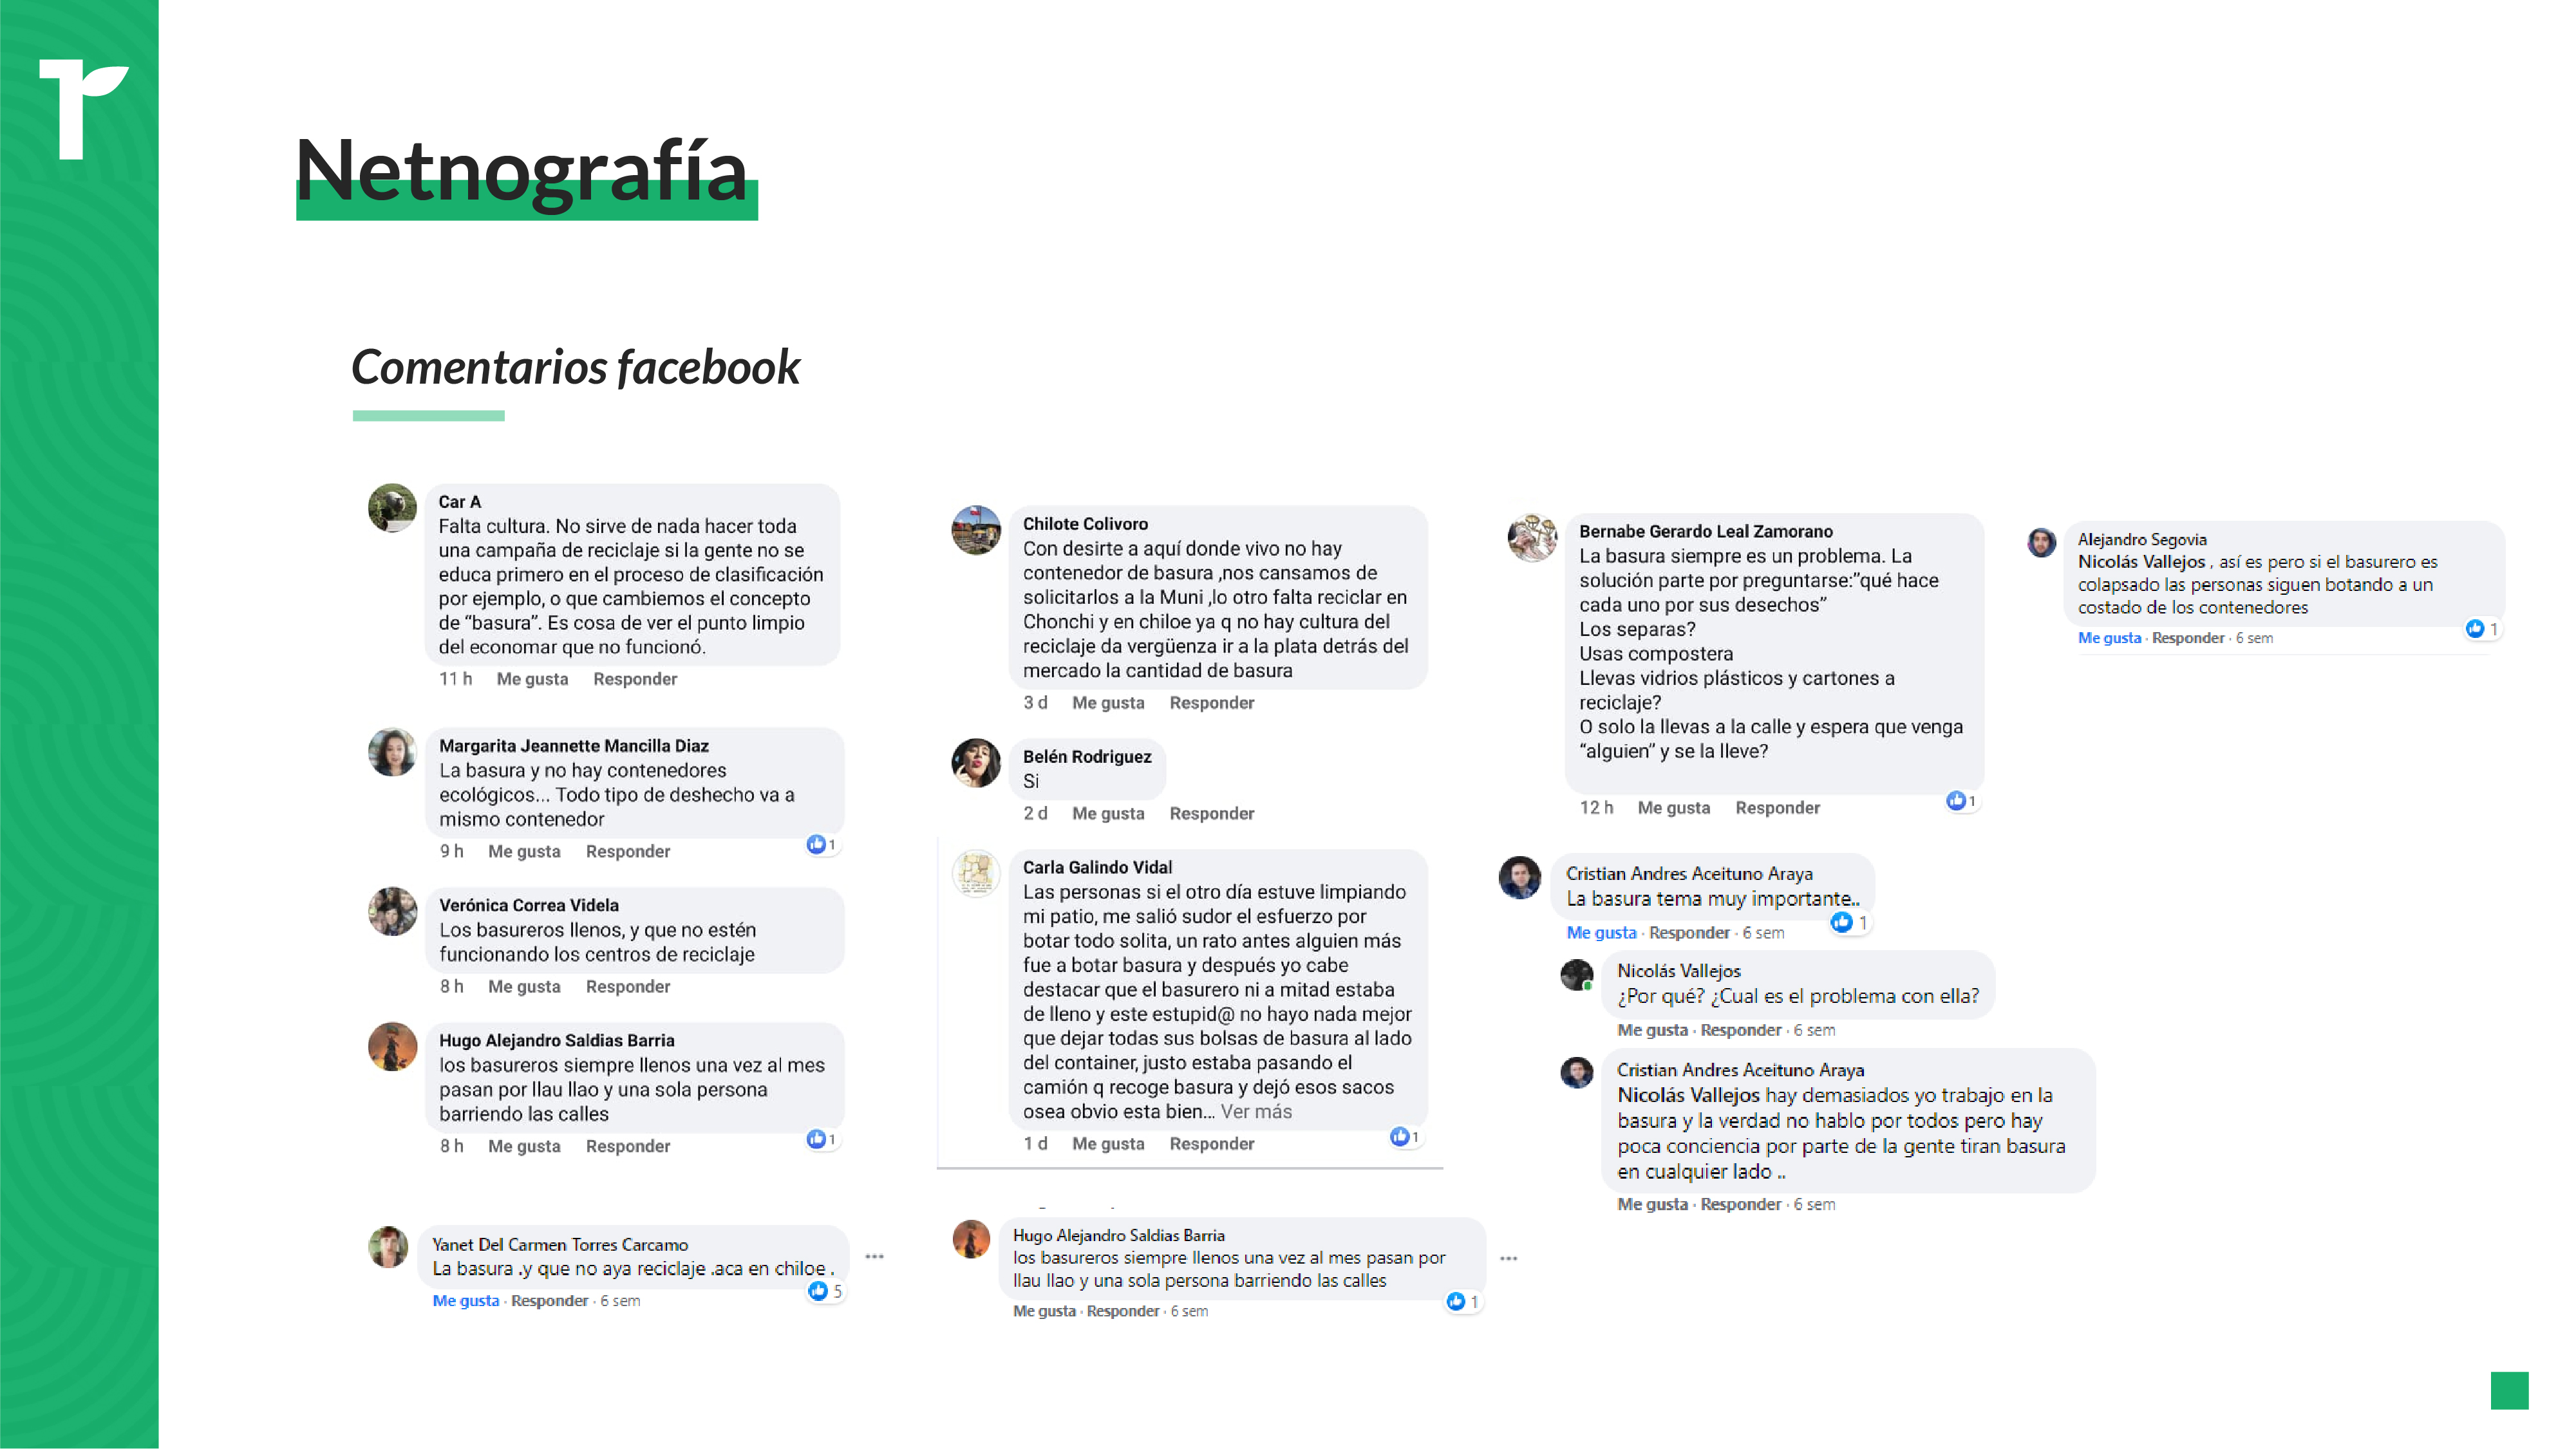 Netnografía
Comentarios facebook
Car A
Falta cultura. No sirve de nada hacer toda
una campaña de reciclaje si la gente no se
educa primero en el proceso de clasificación
por ejemplo, o que cambiemos el concepto
de “basura”. Es cosa de ver el punto limpio
del economar que no funcionó.
11 h Me gusta Responder
Margarita Jeannette Mancilla Diaz
La basura y no hay contenedores
ecológicos... Todo tipo de deshecho va a
mismo contenedor
1
9 h Me gusta Responder
Verónica Correa Videla
Los basureros llenos, y que no estén
funcionando los centros de reciclaje
8 h Me gusta Responder
Hugo Alejandro Saldias Barria
los basureros siempre llenos una vez al mes
pasan por llau llao y una sola persona
barriendo las calles
1
8 h Me gusta Responder
Yanet Del Carmen Torres Carcamo
La basura .y que no aya reciclaje .aca en chiloe .
5
Me gusta · Responder · 6 sem
Chilote Colivoro
Con desirte a aquí donde vivo no hay
contenedor de basura ,nos cansamos de
solicitarlos a la Muni ,lo otro falta reciclar en
Chonchi y en chiloe ya q no hay cultura del
reciclaje da vergüenza ir a la plata detrás del
mercado la cantidad de basura
3 d Me gusta Responder
Belén Rodriguez
Si
2 d Me gusta Responder
Carla Galindo Vidal
Las personas si el otro día estuve limpiando
mi patio, me salió sudor el esfuerzo por
botar todo solita, un rato antes alguien más
fue a botar basura y después yo cabe
destacar que el basurero ni a mitad estaba
de lleno y este estupid@ no hayo nada mejor
que dejar todas sus bolsas de basura al lado
del container, justo estaba pasando el
camión q recoge basura y dejó esos sacos
osea obvio esta bien... Ver más
1
1 d Me gusta Responder
Hugo Alejandro Saldias Barria
los basureros siempre llenos una vez al mes pasan por
llau llao y una sola persona barriendo las calles
1
Me gusta · Responder · 6 sem
Bernabe Gerardo Leal Zamorano
La basura siempre es un problema. La
solución parte por preguntarse:”qué hace
cada uno por sus desechos”
Los separas?
Usas compostera
Llevas vidrios plásticos y cartones a
reciclaje?
O solo la llevas a la calle y espera que venga
“alguien” y se la lleve?
1
12 h Me gusta Responder
Cristian Andres Aceituno Araya
La basura tema muy importante..
1
Me gusta · Responder · 6 sem
Nicolás Vallejos
¿Por qué? ¿Cual es el problema con ella?
Me gusta · Responder · 6 sem
Cristian Andres Aceituno Araya
Nicolás Vallejos hay demasiados yo trabajo en la
basura y la verdad no hablo por todos pero hay
poca conciencia por parte de la gente tiran basura
en cualquier lado ..
Me gusta · Responder · 6 sem
Alejandro Segovia
Nicolás Vallejos , así es pero si el basurero es
colapsado las personas siguen botando a un
costado de los contenedores
1
Me gusta · Responder · 6 sem